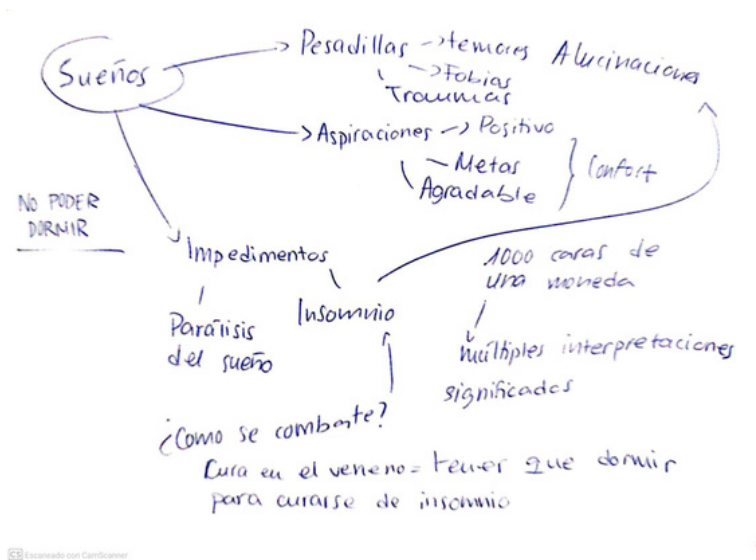 Sueños
-> Pesadillas -> temores
-> Fobias
Traumas
Alucinaciones
-> Aspiraciones -> Positivo
- Metas
Agradable
Confort
NO PODER
DORMIR
Impedimentos
Insomnio
Parálisis
del sueño
1000 caras de
una moneda
múltiples interpretaciones
significados
¿Como se combate?
Cura en el veneno = tener que dormir
para curarse de insomnio
CS Escaneado con CamScanner